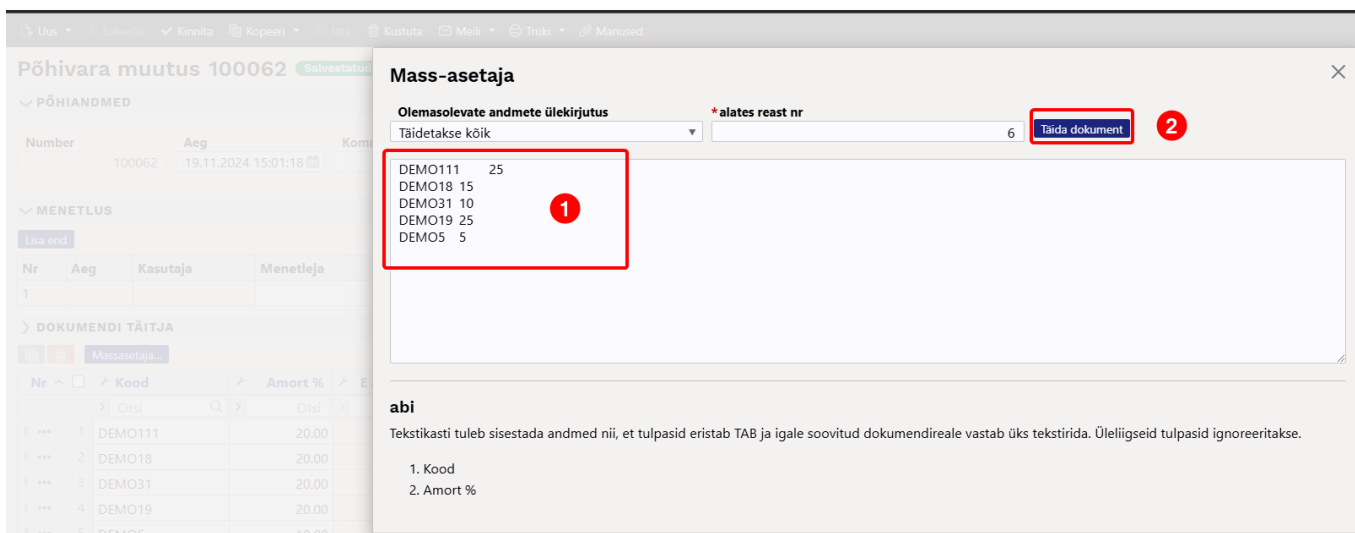 Uus Salvesta Kinnita Kopeeri Kustuta Meili Trüki Manused
Põhivara muutus 100062 Salvestatud
Mass-asetaja
PÕHIANDMED
Olemasolevate andmete ülekirjutus *alates reast nr
Täidetakse kõik 6 Täida dokument 2
Number Aeg
100062 19.11.2024 15:01:18
DEMO111 25
DEMO18 15
DEMO31 10
DEMO19 25
DEMO5 5
1
MENETLUS
Nr Aeg Kasutaja Menetleja
1
DOKUMENDI TÄITJA
Massasetaja...
Nr Kood Amort % E
Otsi Otsi
1 DEMO111 20.00
2 DEMO18 20.00
3 DEMO31 20.00
4 DEMO19 20.00
abi
Tekstikasti tuleb sisestada andmed nii, et tulpasid eristab TAB ja igale soovitud dokumendireale vastab üks tekstirida. Üleliigseid tulpasid ignoreeritakse.
1. Kood
2. Amort %